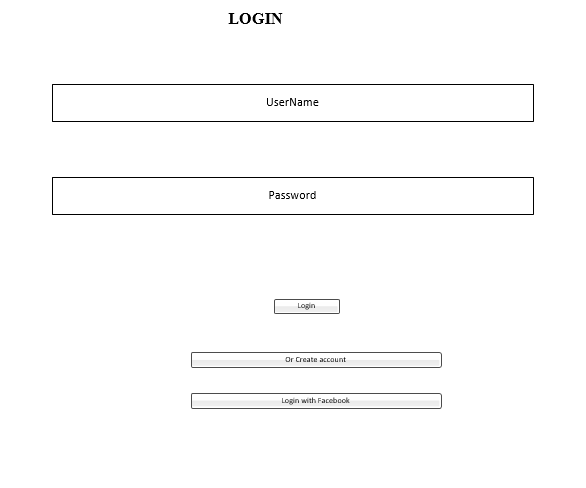 LOGIN
UserName
Password
Login
Or Create account
Login with Facebook